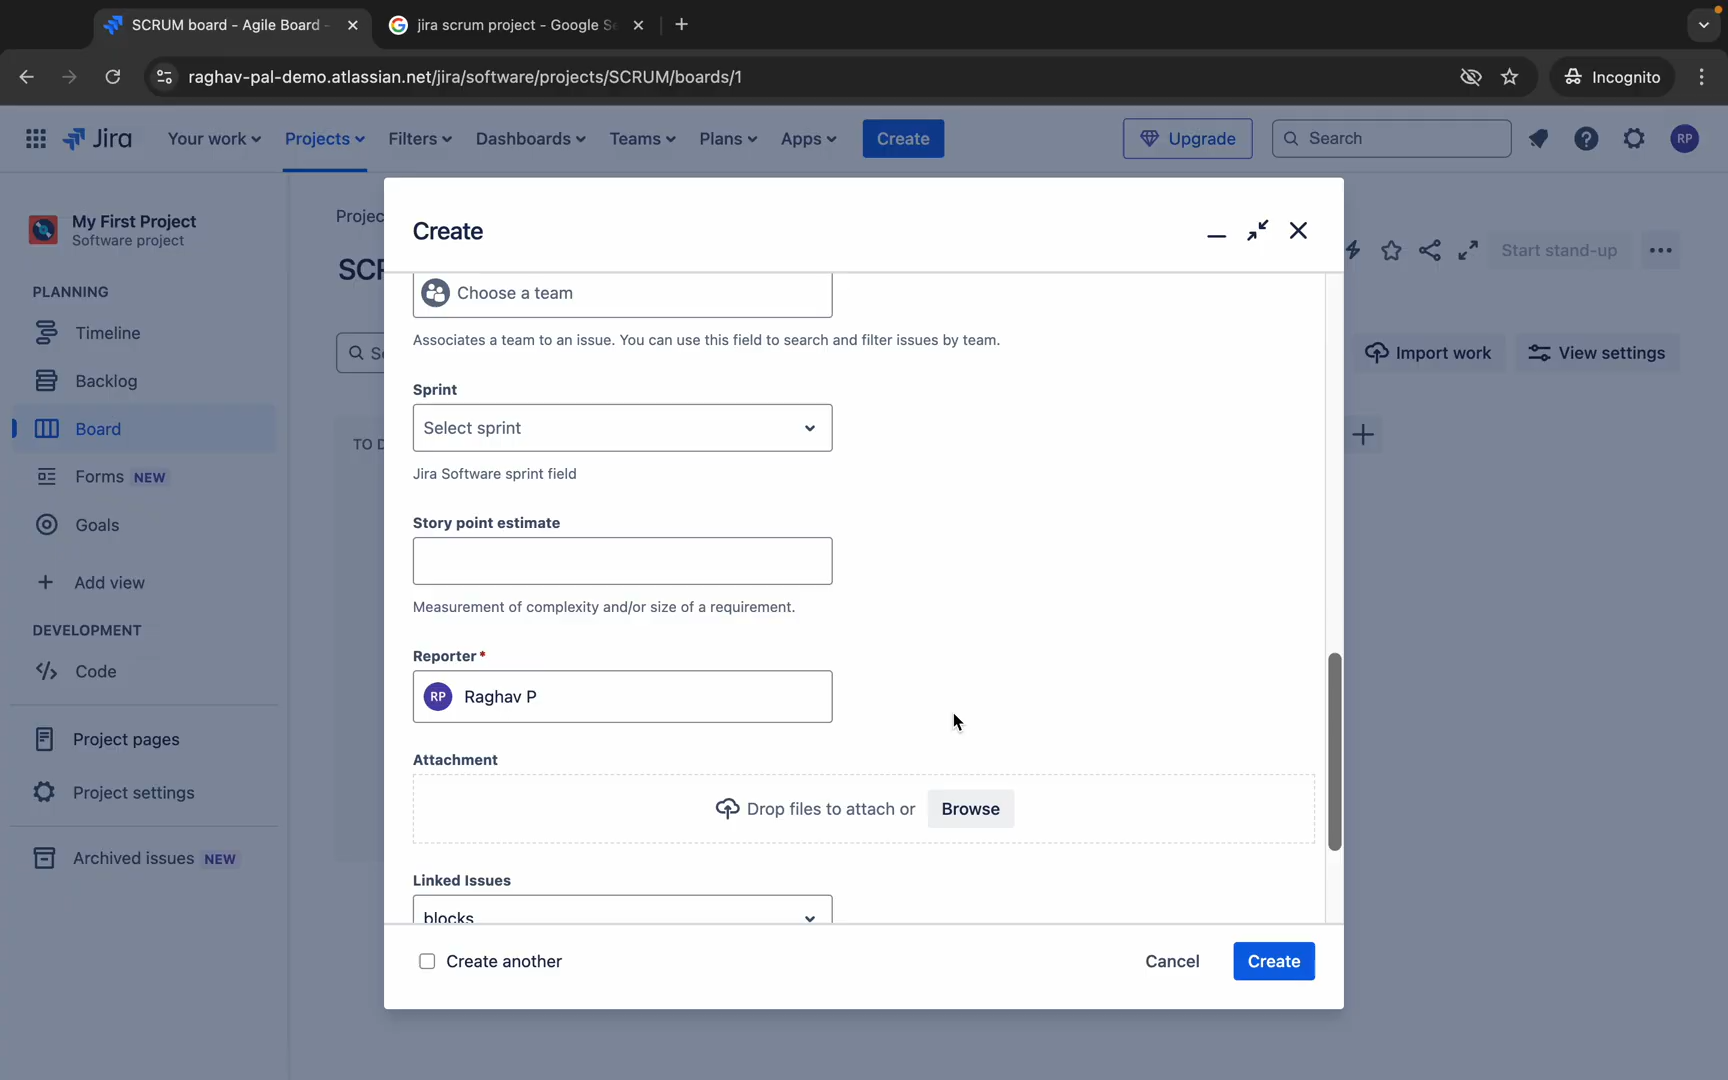 SCRUM board - Agile Board -
jira scrum project - Google Se
raghav-pal-demo.atlassian.net/jira/software/projects/SCRUM/boards/1
Incognito
Jira
Your work
Projects
Filters
Dashboards
Teams
Plans
Apps
Create
Upgrade
Search
RP
My First Project
Software project
PLANNING
Timeline
Backlog
Board
Forms NEW
Goals
Add view
DEVELOPMENT
Code
Project pages
Project settings
Archived issues NEW
Projec
SCR
Se
TO D
Start stand-up
Import work
View settings
Create
Choose a team
Associates a team to an issue. You can use this field to search and filter issues by team.
Sprint
Select sprint
Jira Software sprint field
Story point estimate
Measurement of complexity and/or size of a requirement.
Reporter*
RP Raghav P
Attachment
Drop files to attach or Browse
Linked Issues
blocks
Create another
Cancel
Create